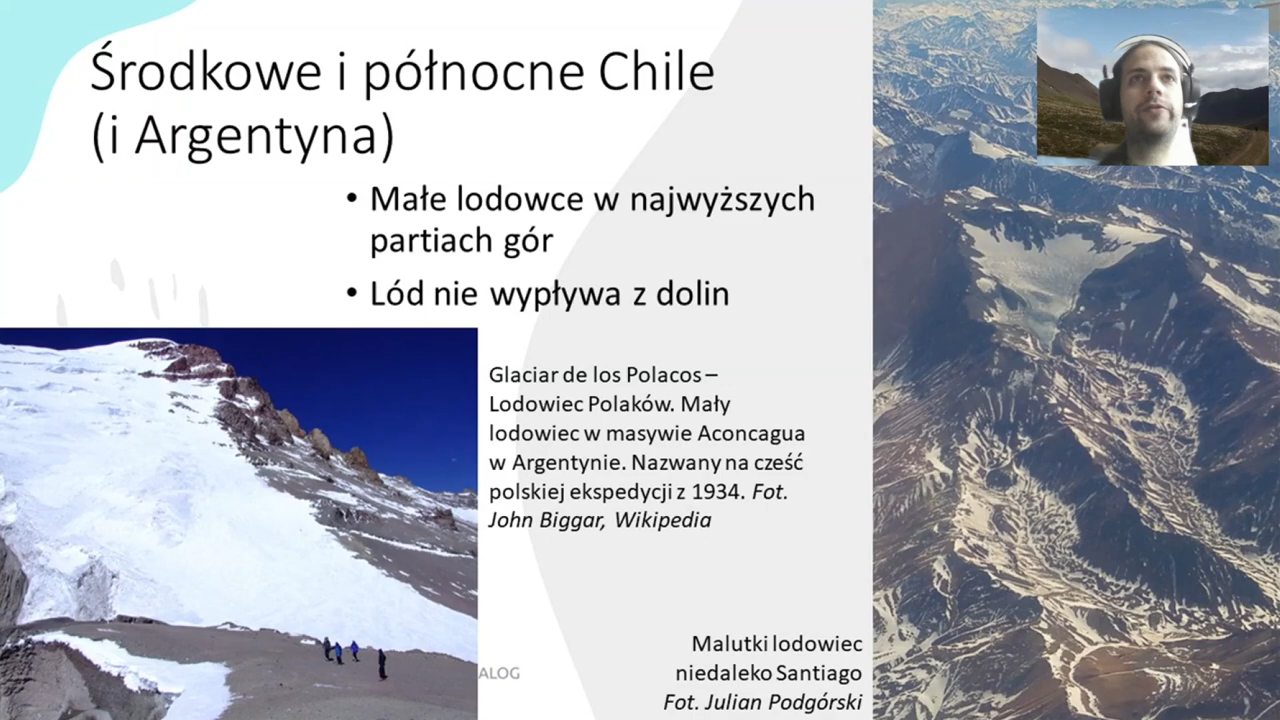 Środkowe i północne Chile
(i Argentyna)
• Małe lodowce w najwyższych
partiach gór
• Lód nie wypływa z dolin
Glaciar de los Polacos –
Lodowiec Polaków. Mały
lodowiec w masywie Aconcagua
w Argentynie. Nazwany na cześć
polskiej ekspedycji z 1934. Fot.
John Biggar, Wikipedia
ALOG
Malutki lodowiec
niedaleko Santiago
Fot. Julian Podgórski